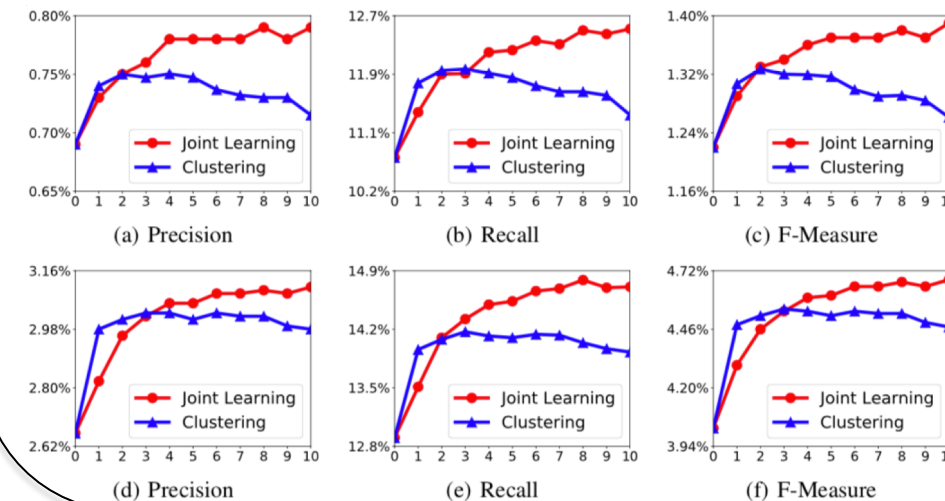 0.80% 12.7% 1.40%
0.75% 11.9% 1.32%
0.70% 11.1% 1.24%
Joint Learning Joint Learning Joint Learning
Clustering Clustering Clustering
0.65% 10.2% 1.16%
0 1 2 3 4 5 6 7 8 9 10 0 1 2 3 4 5 6 7 8 9 10 0 1 2 3 4 5 6 7 8 9
(a) Precision (b) Recall (c) F-Measure
3.16% 14.9% 4.72%
2.98% 14.2% 4.46%
2.80% 13.5% 4.20%
Joint Learning Joint Learning Joint Learning
Clustering Clustering Clustering
2.62% 12.8% 3.94%
0 1 2 3 4 5 6 7 8 9 10 0 1 2 3 4 5 6 7 8 9 10 0 1 2 3 4 5 6 7 8 9
(d) Precision (e) Recall (f) F-Measure